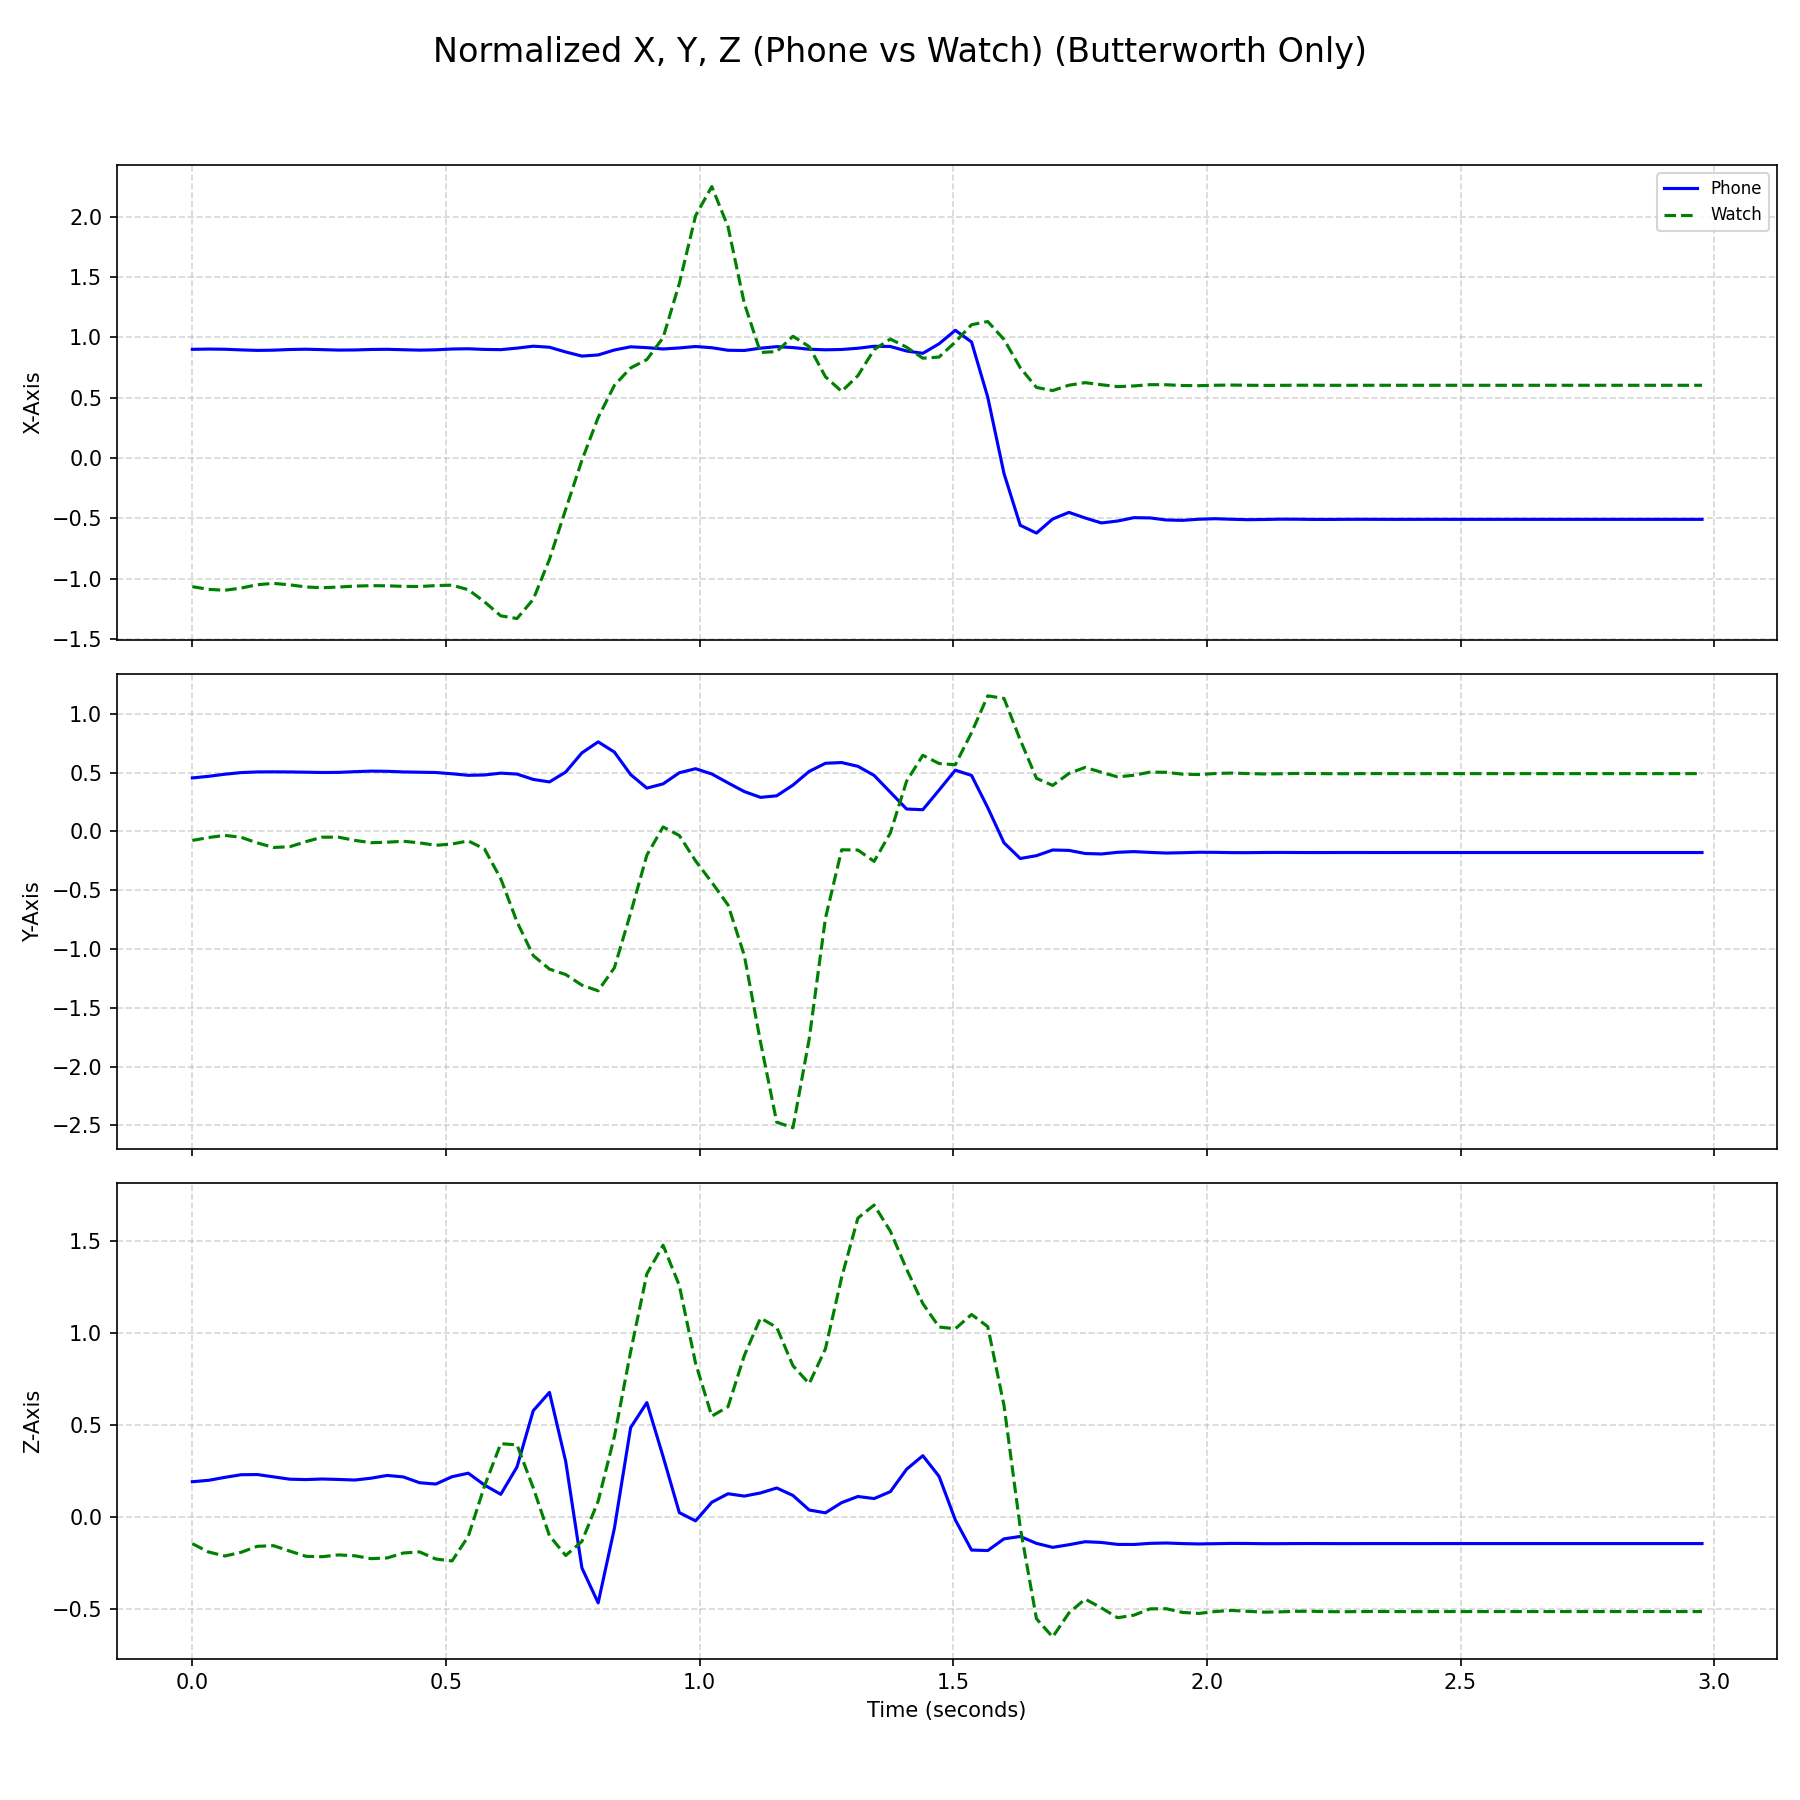 Normalized X, Y, Z (Phone vs Watch) (Butterworth Only)
Phone
Watch
2.0
1.5
1.0
0.5
0.0
−0.5
−1.0
−1.5
X-Axis
1.0
0.5
0.0
−0.5
−1.0
−1.5
−2.0
−2.5
Y-Axis
1.5
1.0
0.5
0.0
−0.5
Z-Axis
0.0 0.5 1.0 1.5 2.0 2.5 3.0
Time (seconds)